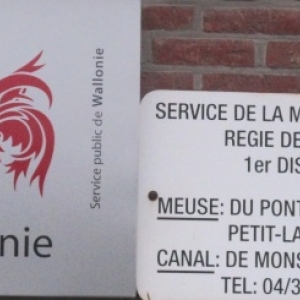 Service public de Wallonie
nie
SERVICE DE LA M
REGIE DE
1er DIS
MEUSE: DU PONT
PETIT-LA
CANAL: DE MONS
TEL: 04/3